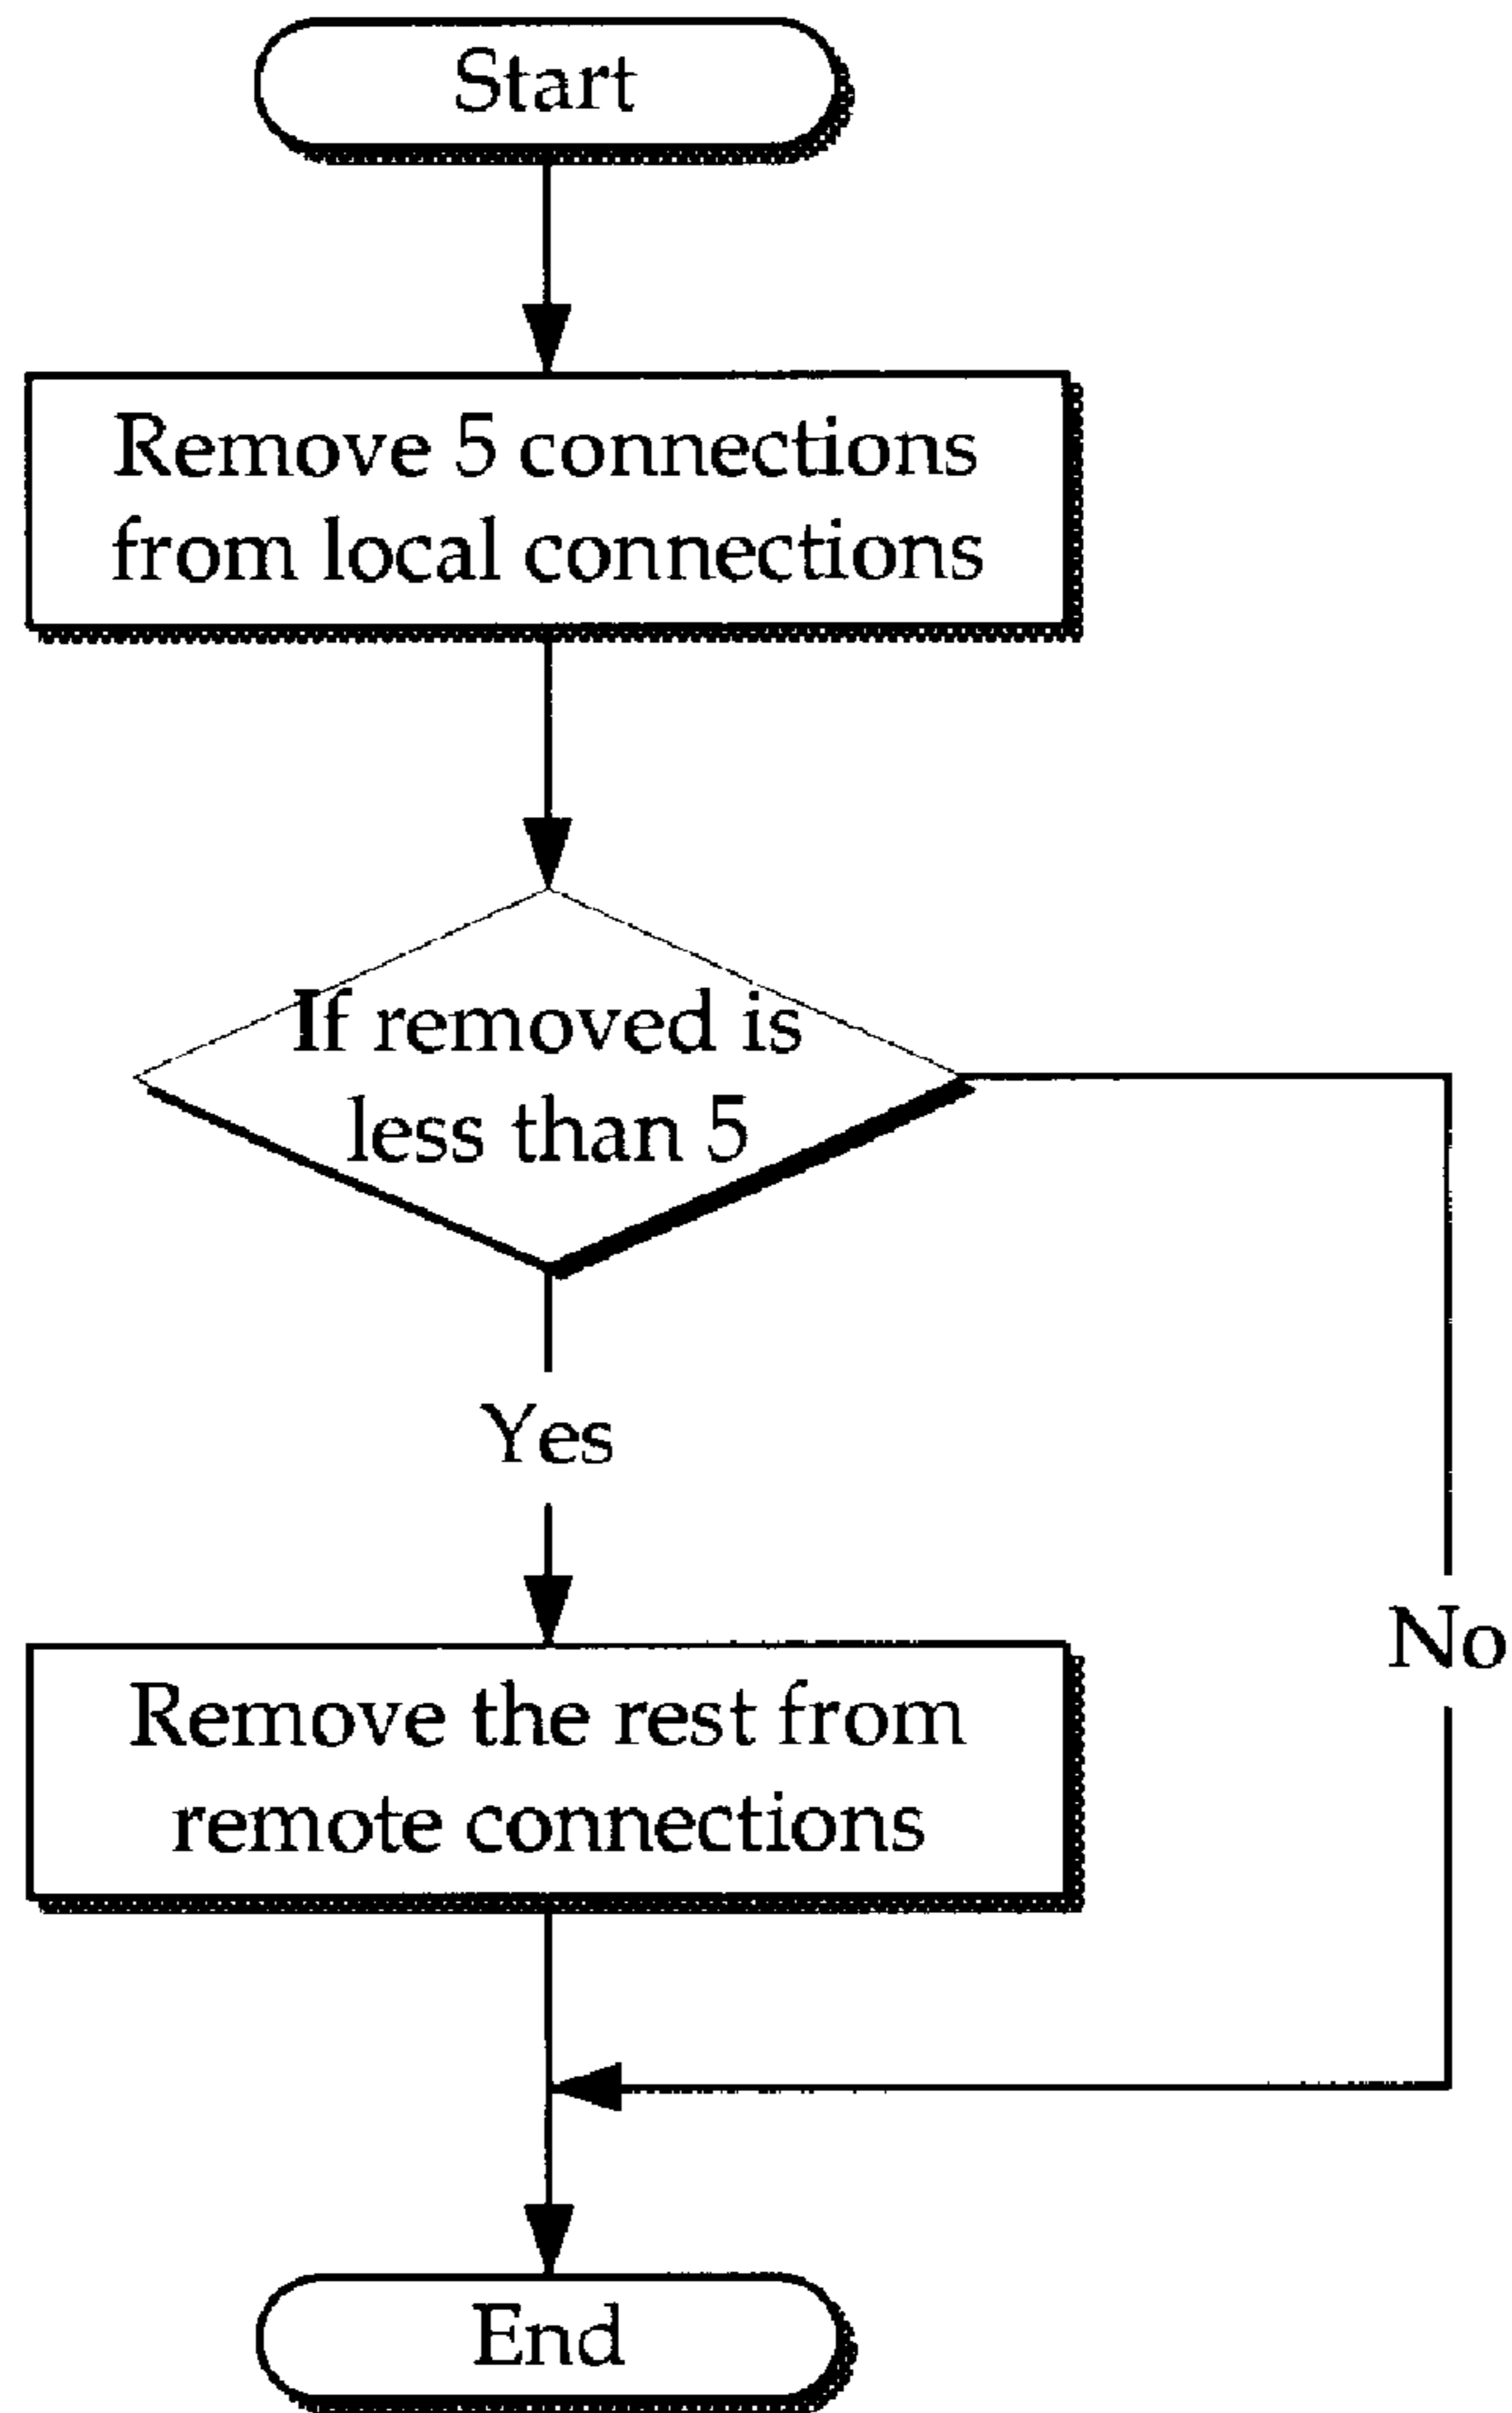 Start
Remove 5 connections
from local connections
If removed is
less than 5
Yes
No
Remove the rest from
remote connections
End